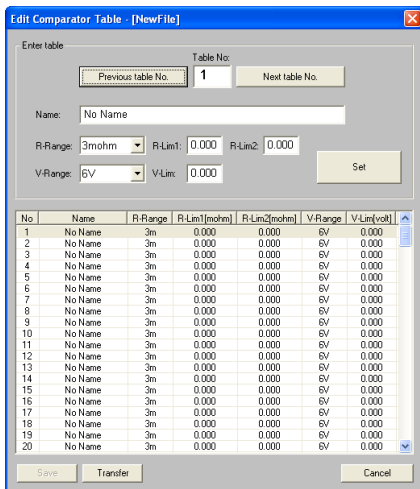 Edit Comparator Table - [NewFile]
Enter table
Table No:
Previous table No. 1 Next table No.
Name: No Name
R-Range: 3mohm R-Lim1: 0.000 R-Lim2: 0.000
V-Range: 6V V-Lim: 0.000
Set
No Name R-Range R-Lim1[mohm] R-Lim2[mohm] V-Range V-Lim[volt]
1 No Name 3m 0.000 0.000 6V 0.000
2 No Name 3m 0.000 0.000 6V 0.000
3 No Name 3m 0.000 0.000 6V 0.000
4 No Name 3m 0.000 0.000 6V 0.000
5 No Name 3m 0.000 0.000 6V 0.000
6 No Name 3m 0.000 0.000 6V 0.000
7 No Name 3m 0.000 0.000 6V 0.000
8 No Name 3m 0.000 0.000 6V 0.000
9 No Name 3m 0.000 0.000 6V 0.000
10 No Name 3m 0.000 0.000 6V 0.000
11 No Name 3m 0.000 0.000 6V 0.000
12 No Name 3m 0.000 0.000 6V 0.000
13 No Name 3m 0.000 0.000 6V 0.000
14 No Name 3m 0.000 0.000 6V 0.000
15 No Name 3m 0.000 0.000 6V 0.000
16 No Name 3m 0.000 0.000 6V 0.000
17 No Name 3m 0.000 0.000 6V 0.000
18 No Name 3m 0.000 0.000 6V 0.000
19 No Name 3m 0.000 0.000 6V 0.000
20 No Name 3m 0.000 0.000 6V 0.000
Save Transfer Cancel